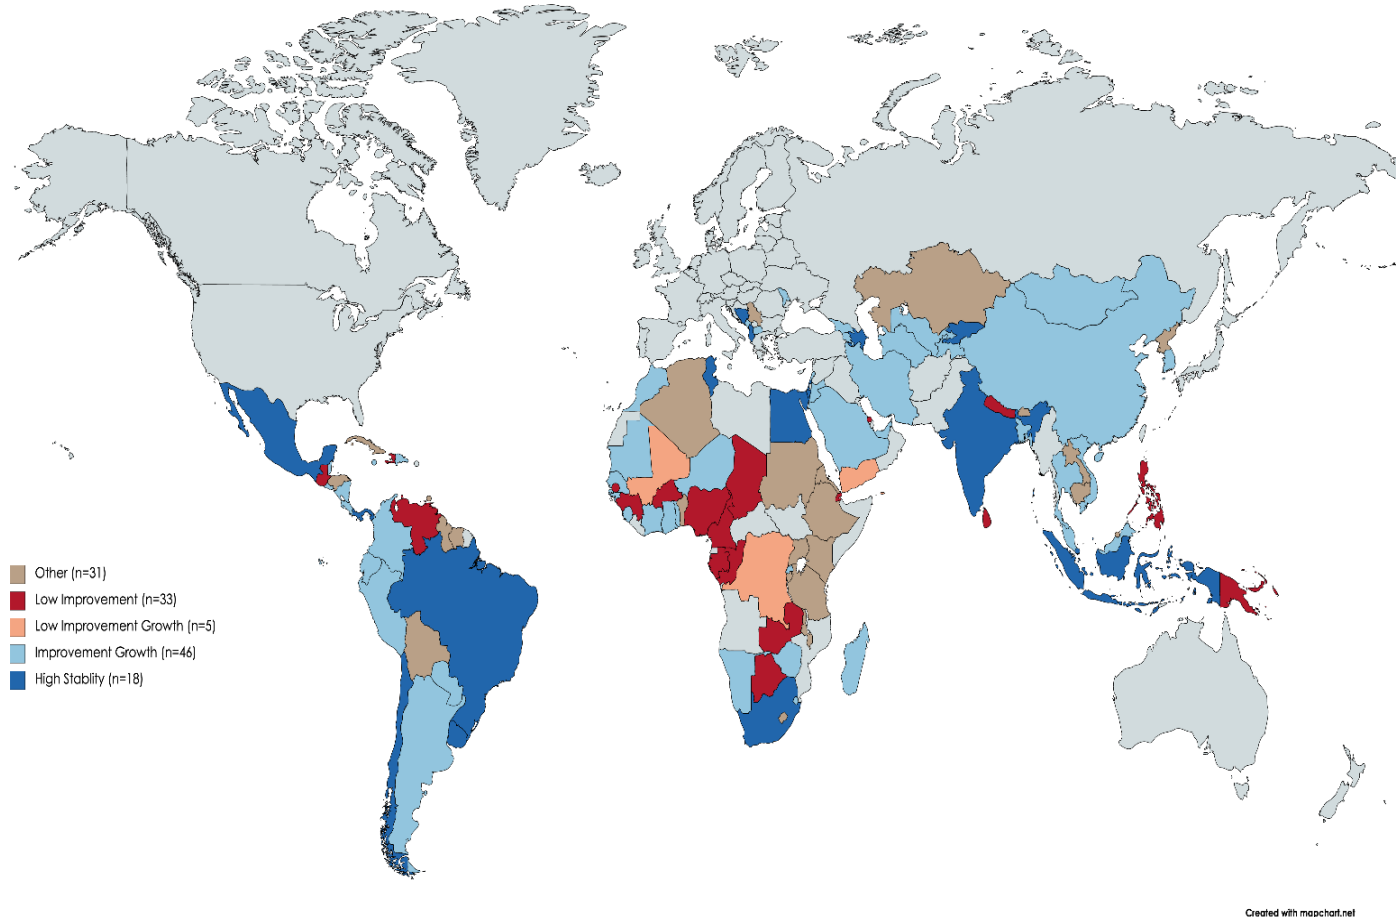 Other (n=31)
Low Improvement (n=33)
Low Improvement Growth (n=5)
Improvement Growth (n=46)
High Stablity (n=18)
Created with mapchart.net